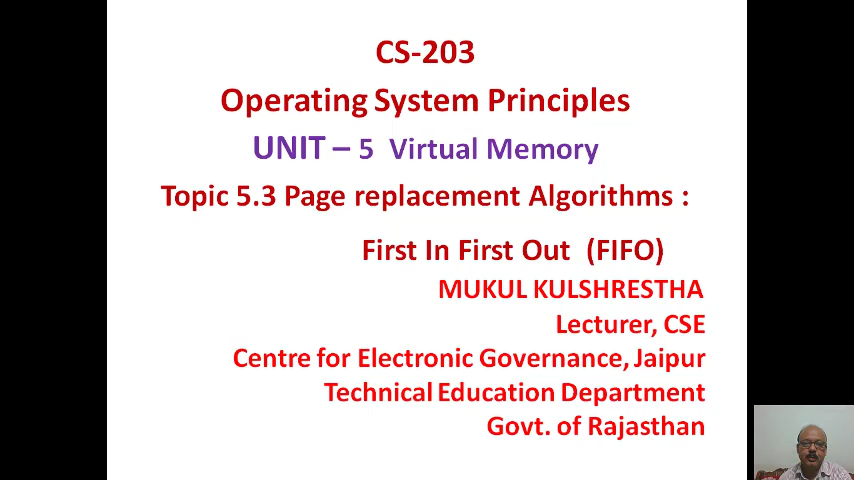 CS-203
Operating System Principles
UNIT – 5 Virtual Memory
Topic 5.3 Page replacement Algorithms :
First In First Out (FIFO)
MUKUL KULSHRESTHA
Lecturer, CSE
Centre for Electronic Governance, Jaipur
Technical Education Department
Govt. of Rajasthan